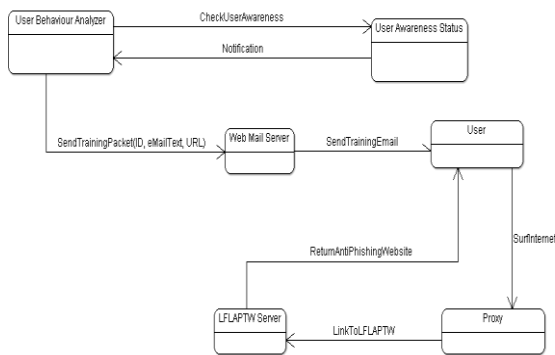 User Behaviour Analyzer
CheckUserAwareness
User Awareness Status
Notification
SendTrainingPacket(ID, eMailText, URL)
Web Mail Server
SendTrainingEmail
User
SurfInternet
ReturnAntiPhishingWebsite
LFLAPTW Server
LinkToLFLAPTW
Proxy